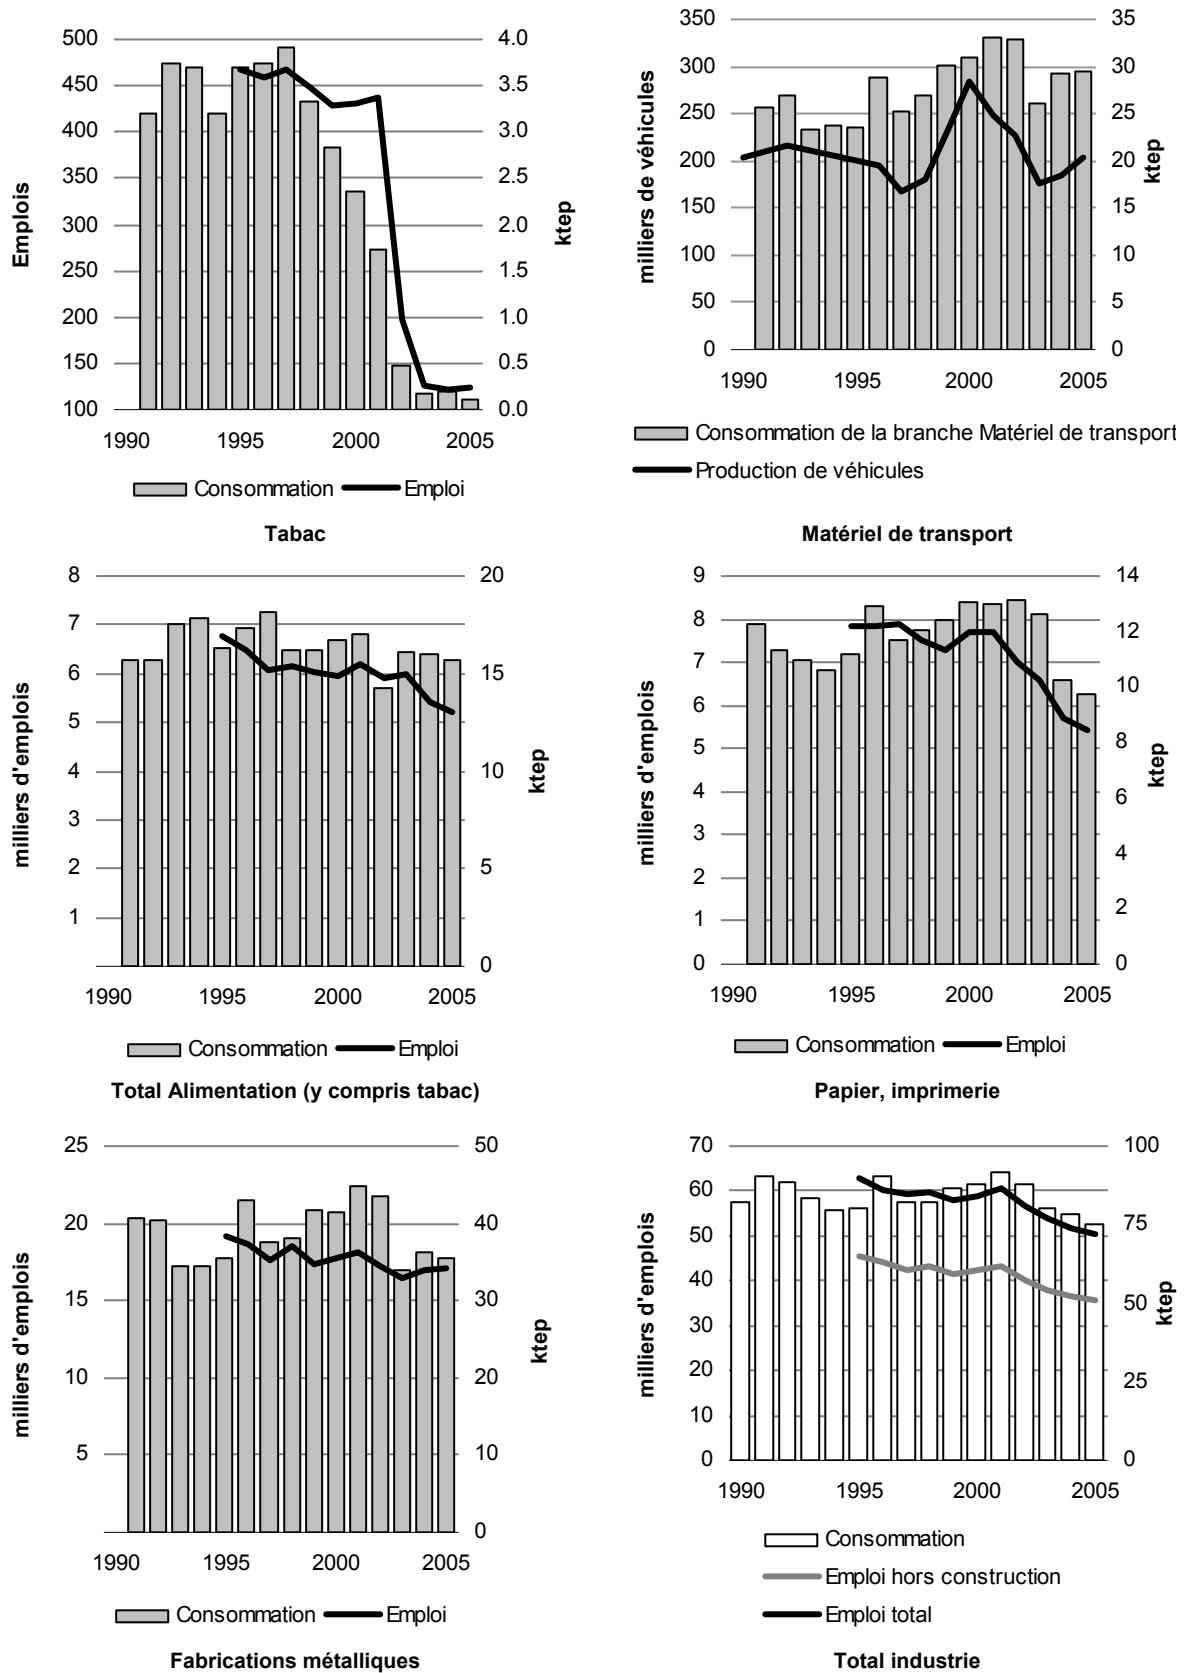 500
450
400
350
300
250
200
150
100
4.0
3.5
3.0
2.5
2.0
1.5
1.0
0.5
0.0
Emplois
ktep
1990 1995 2000 2005
Consommation Emploi
Tabac
350
300
250
200
150
100
50
0
35
30
25
20
15
10
5
0
milliers de véhicules
ktep
1990 1995 2000 2005
Consommation de la branche Matériel de transport
Production de véhicules
Matériel de transport
8
7
6
5
4
3
2
1
20
15
10
5
0
milliers d'emplois
ktep
1990 1995 2000 2005
Consommation Emploi
Total Alimentation (y compris tabac)
9
8
7
6
5
4
3
2
1
0
14
12
10
8
6
4
2
0
milliers d'emplois
ktep
1990 1995 2000 2005
Consommation Emploi
Papier, imprimerie
25
20
15
10
5
50
40
30
20
10
0
milliers d'emplois
ktep
1990 1995 2000 2005
Consommation Emploi
Fabrications métalliques
70
60
50
40
30
20
10
0
100
75
50
25
0
milliers d'emplois
ktep
1990 1995 2000 2005
Consommation
Emploi hors construction
Emploi total
Total industrie